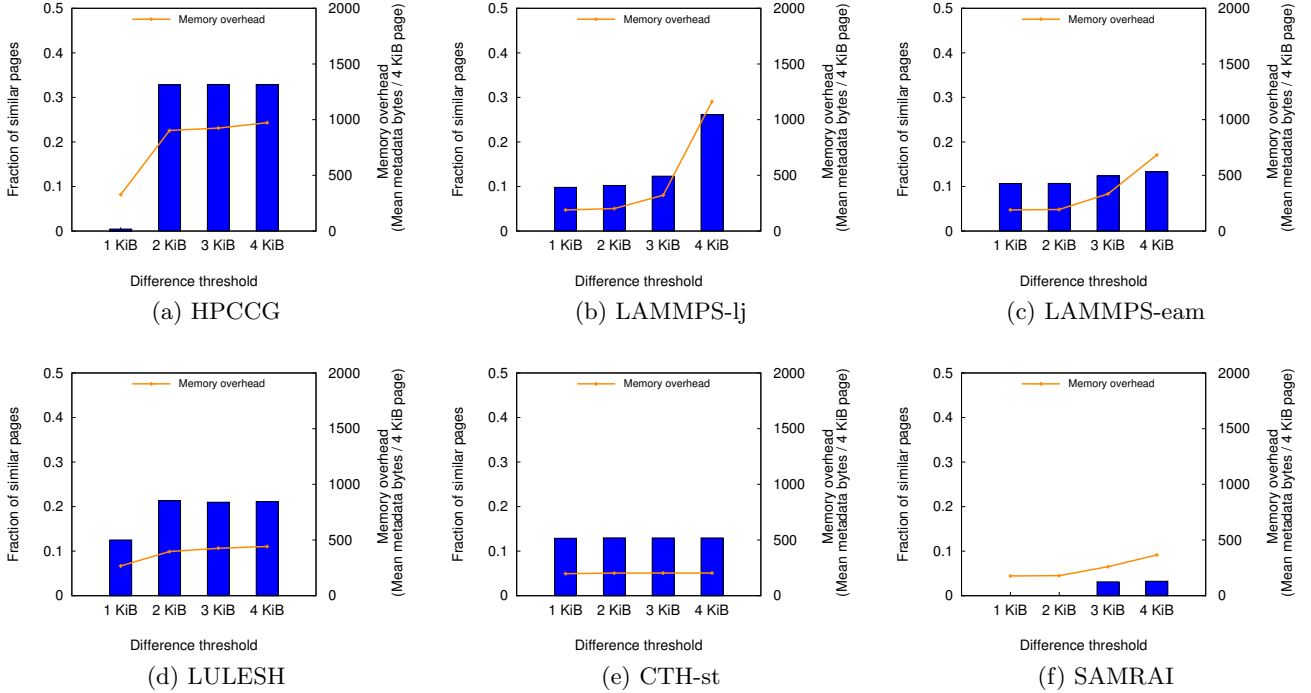 Memory overhead
0.5
0.4
0.3
0.2
0.1
0
2000
1500
1000
500
0
1 KiB 2 KiB 3 KiB 4 KiB
Fraction of similar pages
Memory overhead
(Mean metadata bytes / 4 KiB page)
Difference threshold
(a) HPCCG
Memory overhead
0.5
0.4
0.3
0.2
0.1
0
2000
1500
1000
500
0
1 KiB 2 KiB 3 KiB 4 KiB
Fraction of similar pages
Memory overhead
(Mean metadata bytes / 4 KiB page)
Difference threshold
(b) LAMMPS-lj
Memory overhead
0.5
0.4
0.3
0.2
0.1
0
2000
1500
1000
500
0
1 KiB 2 KiB 3 KiB 4 KiB
Fraction of similar pages
Memory overhead
(Mean metadata bytes / 4 KiB page)
Difference threshold
(c) LAMMPS-eam
Memory overhead
0.5
0.4
0.3
0.2
0.1
0
2000
1500
1000
500
0
1 KiB 2 KiB 3 KiB 4 KiB
Fraction of similar pages
Memory overhead
(Mean metadata bytes / 4 KiB page)
Difference threshold
(d) LULESH
Memory overhead
0.5
0.4
0.3
0.2
0.1
0
2000
1500
1000
500
0
1 KiB 2 KiB 3 KiB 4 KiB
Fraction of similar pages
Memory overhead
(Mean metadata bytes / 4 KiB page)
Difference threshold
(e) CTH-st
Memory overhead
0.5
0.4
0.3
0.2
0.1
0
2000
1500
1000
500
0
1 KiB 2 KiB 3 KiB 4 KiB
Fraction of similar pages
Memory overhead
(Mean metadata bytes / 4 KiB page)
Difference threshold
(f) SAMRAI